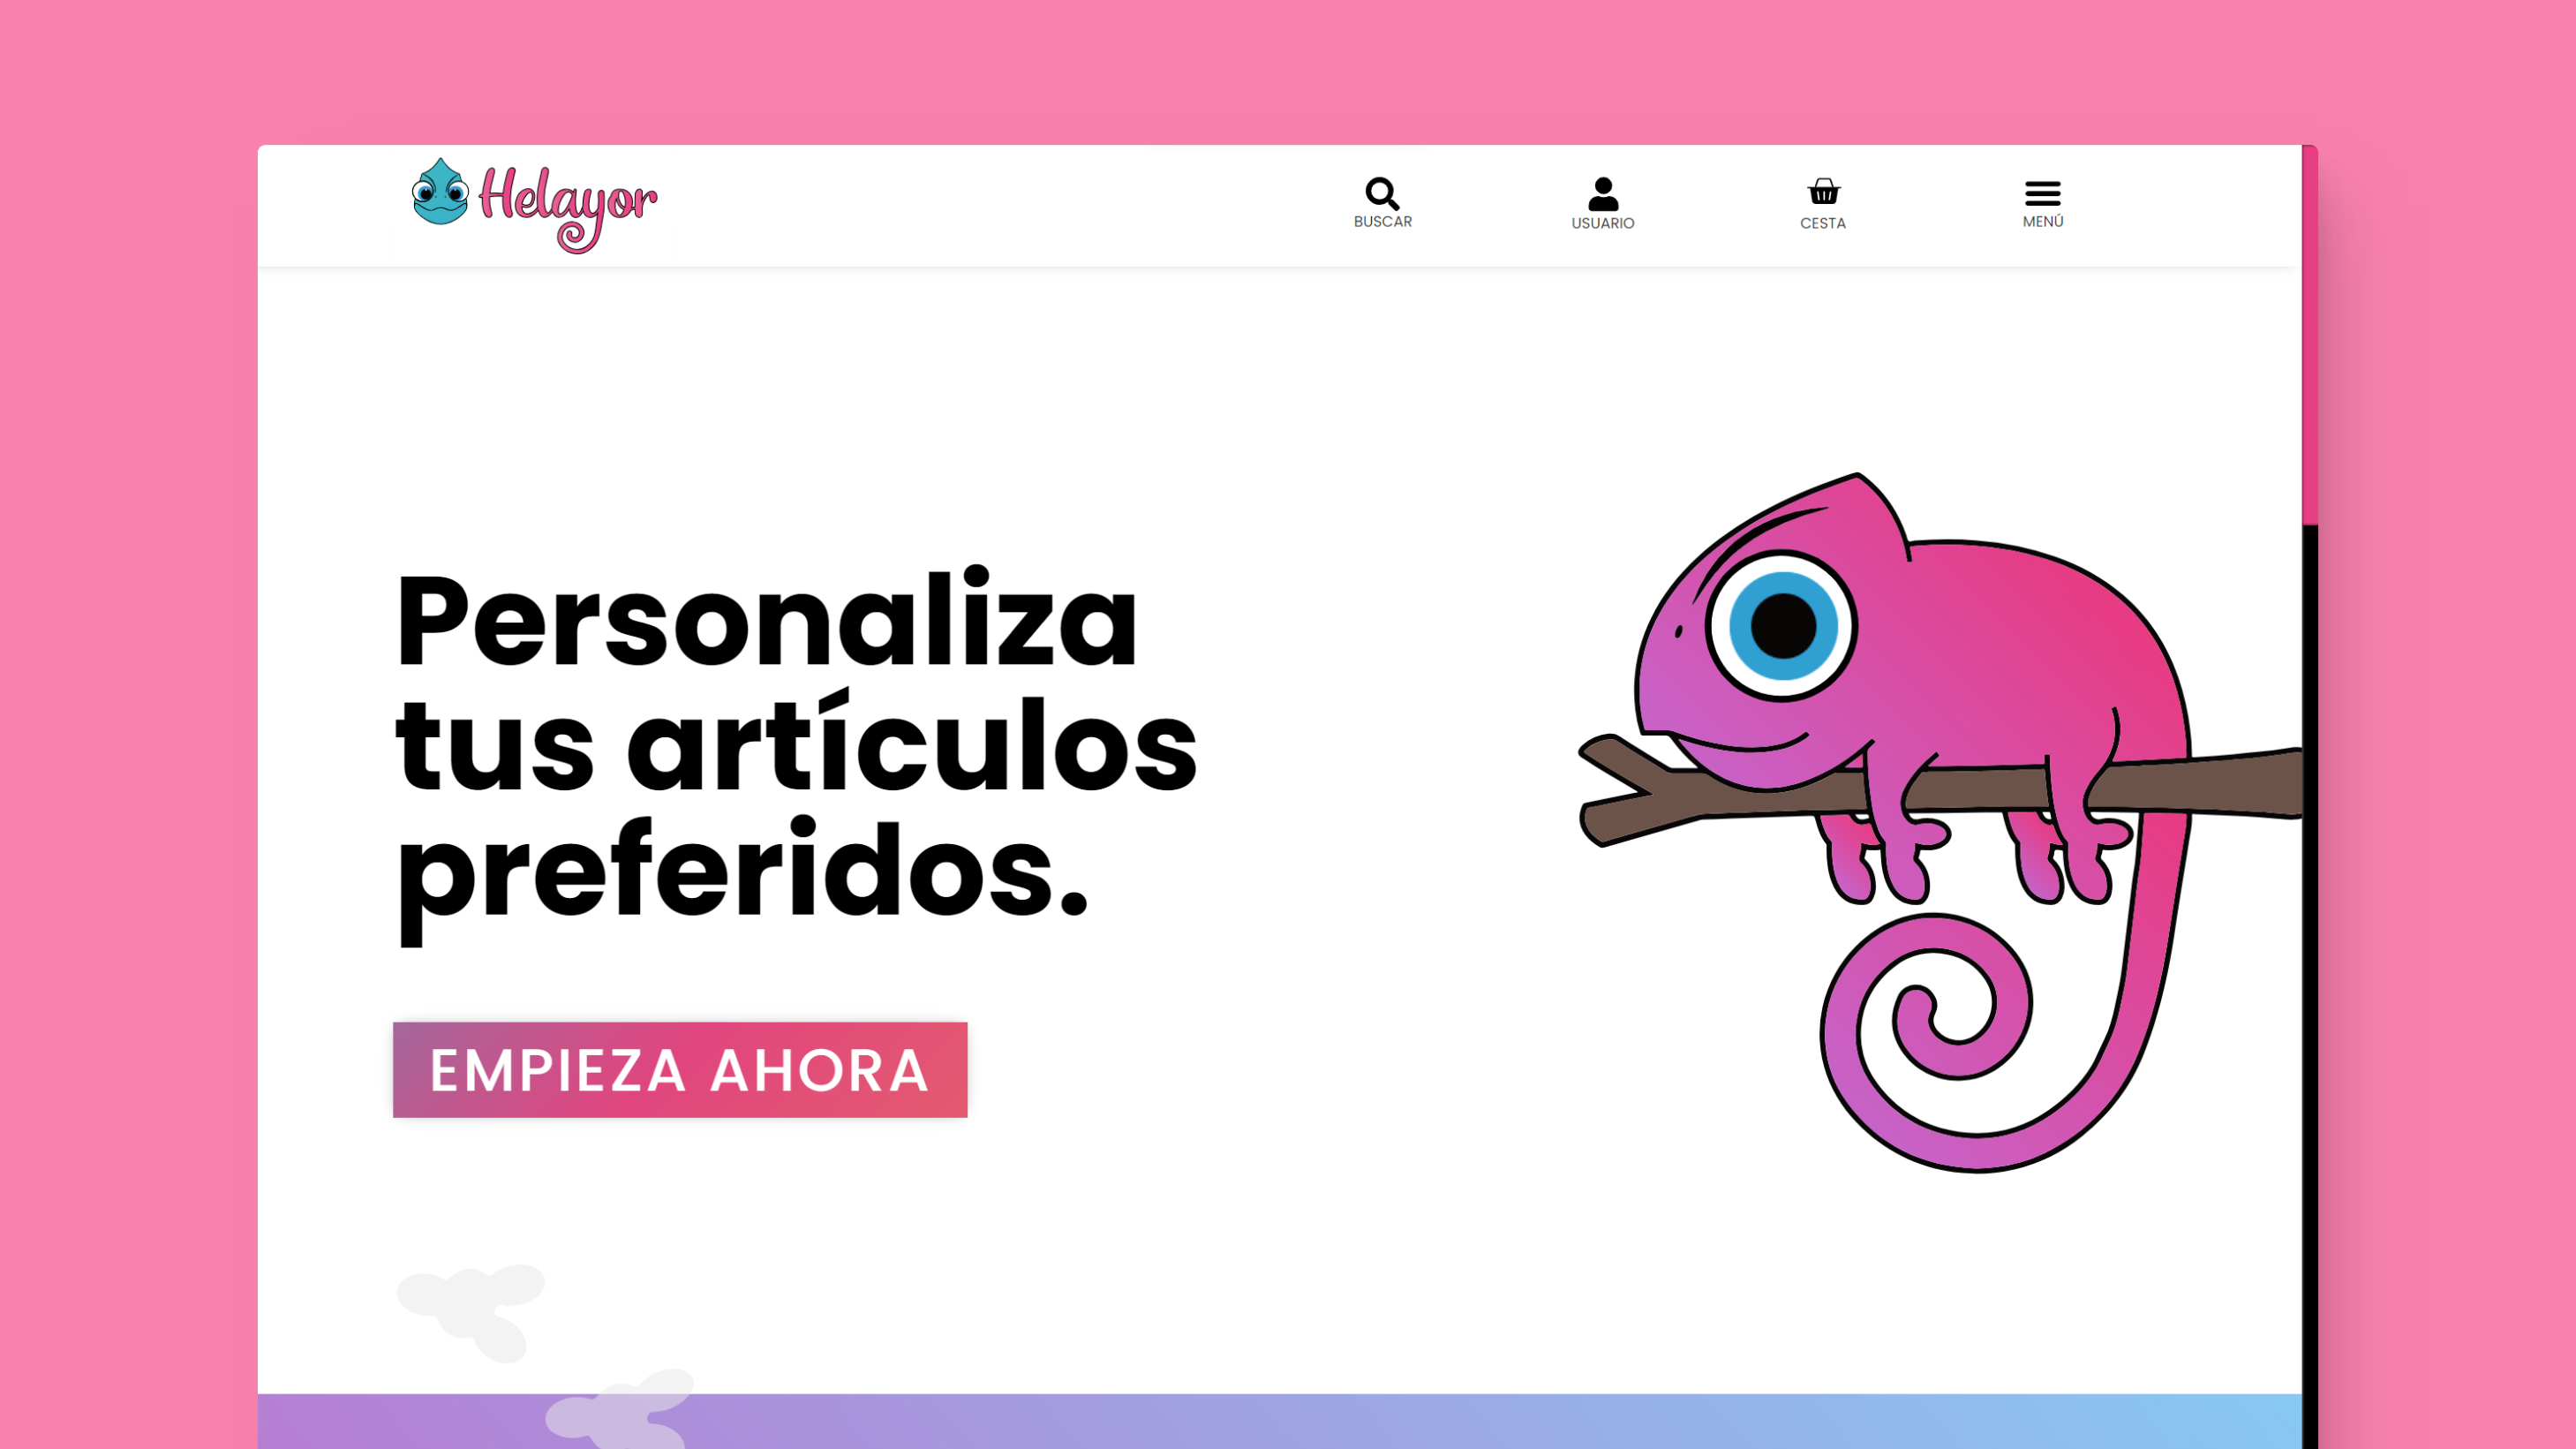 Helayor
BUSCAR
USUARIO
CESTA
MENÚ
Personaliza
tus artículos
preferidos.
EMPIEZA AHORA